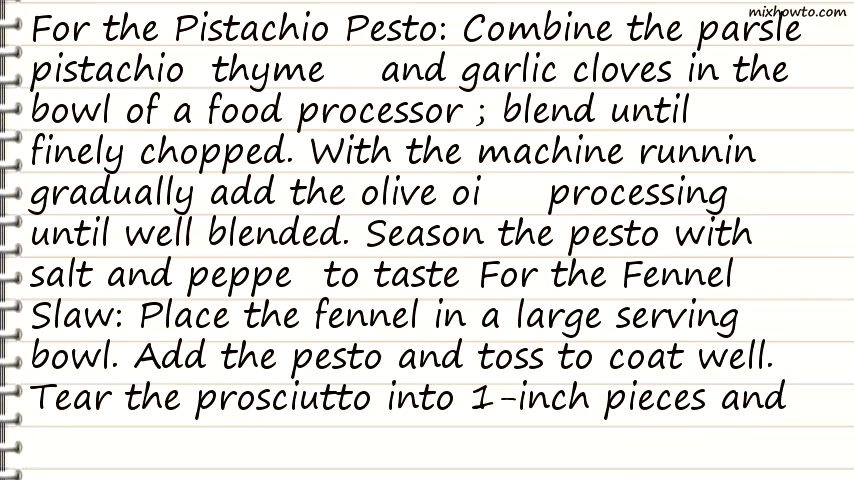 mixhowto.com
For the Pistachio Pesto: Combine the parsle
pistachio thyme and garlic cloves in the
bowl of a food processor ; blend until
finely chopped. With the machine runnin
gradually add the olive oi processing
until well blended. Season the pesto with
salt and peppe to taste For the Fennel
Slaw: Place the fennel in a large serving
bowl. Add the pesto and toss to coat well.
Tear the prosciutto into 1-inch pieces and